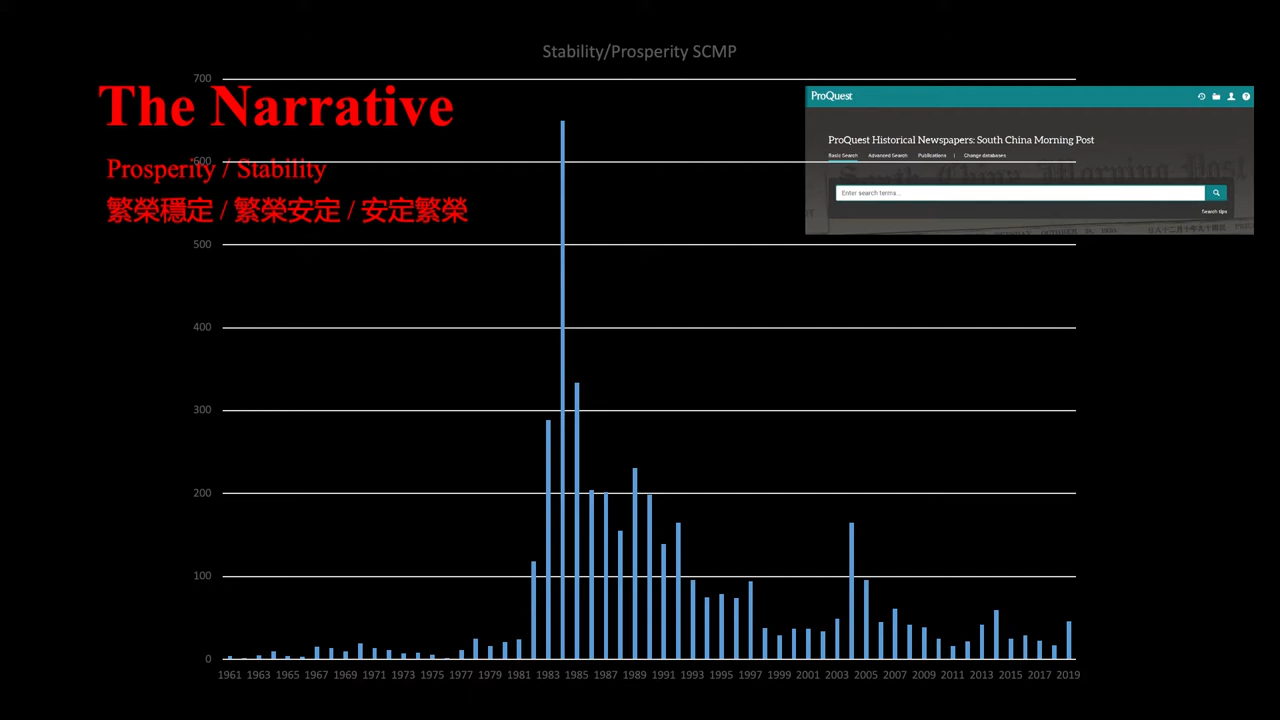 Stability/Prosperity SCMP
The Narrative
Prosperity / Stability
繁榮穩定 / 繁榮安定 / 安定繁榮
ProQuest
ProQuest Historical Newspapers: South China Morning Post
Basic Search Advanced Search Publications | Change databases
Enter search terms...
Search tips
700
600
500
400
300
200
100
0
1961 1963 1965 1967 1969 1971 1973 1975 1977 1979 1981 1983 1985 1987 1989 1991 1993 1995 1997 1999 2001 2003 2005 2007 2009 2011 2013 2015 2017 2019